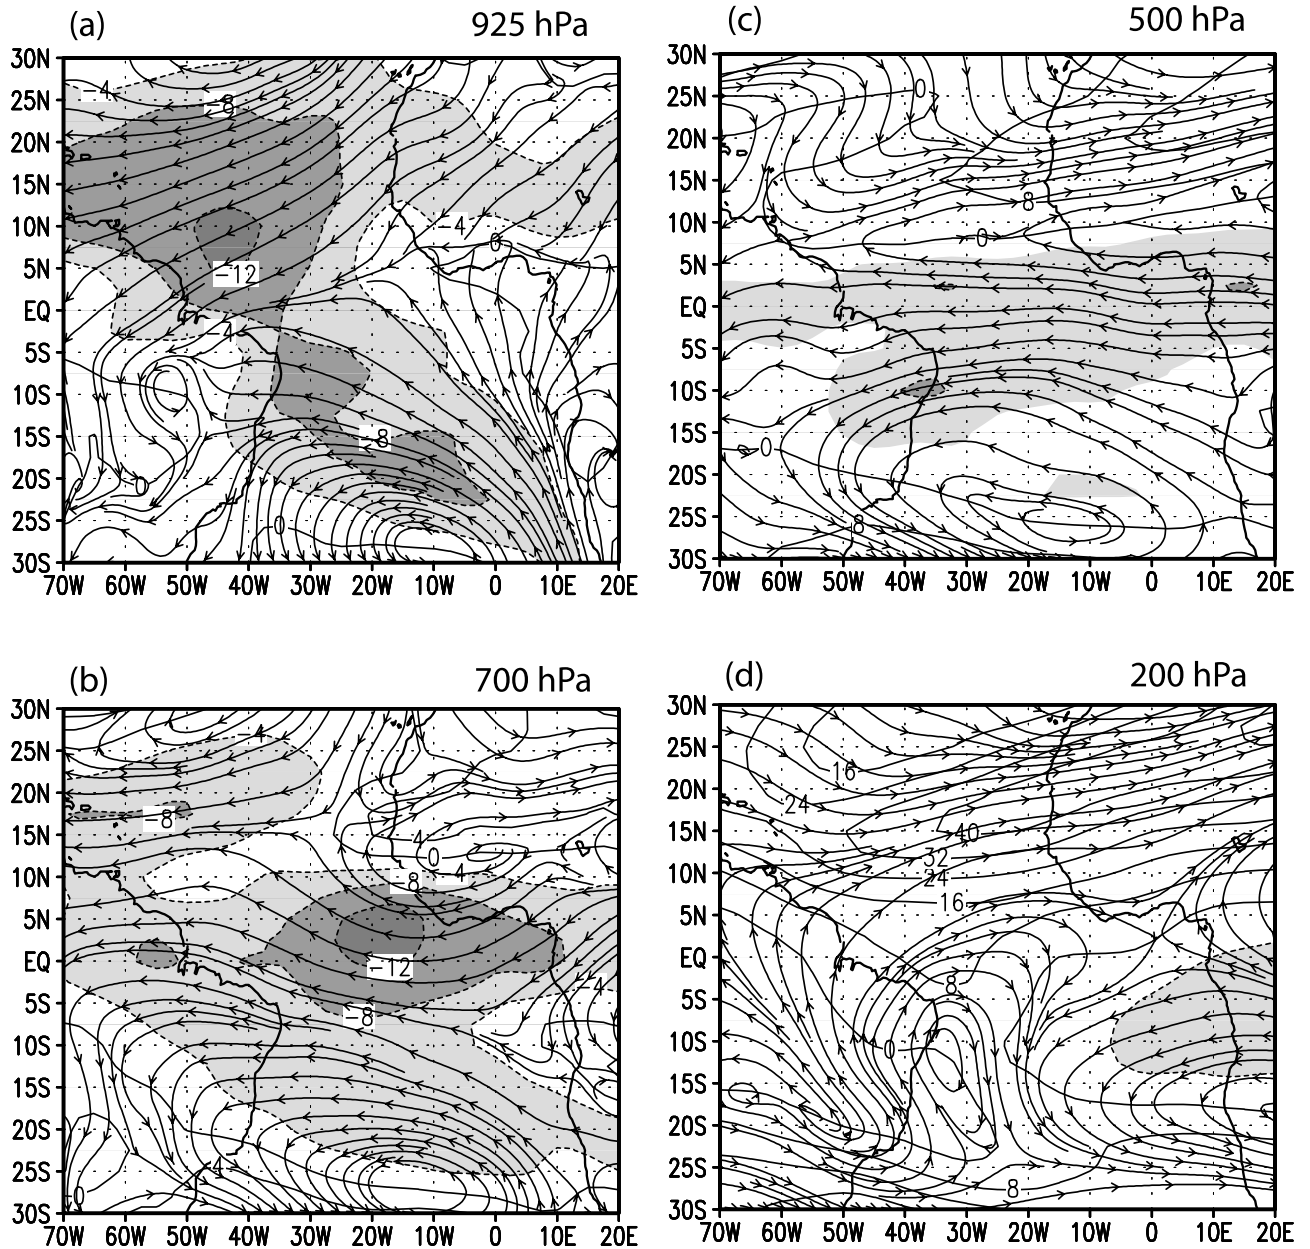 (a) 925 hPa
30N
25N
20N
15N
10N
5N
EQ
5S
10S
15S
20S
25S
30S
-4
-8
-4
0
-12
-4
-8
0
0
70W 60W 50W 40W 30W 20W 10W 0 10E 20E
(c) 500 hPa
30N
25N
20N
15N
10N
5N
EQ
5S
10S
15S
20S
25S
30S
0
8
0
0
8
70W 60W 50W 40W 30W 20W 10W 0 10E 20E
(b) 700 hPa
30N
25N
20N
15N
10N
5N
EQ
5S
10S
15S
20S
25S
30S
-4
-8
-4
0
-8
-4
-12
-4
-8
4
0
70W 60W 50W 40W 30W 20W 10W 0 10E 20E
(d) 200 hPa
30N
25N
20N
15N
10N
5N
EQ
5S
10S
15S
20S
25S
30S
16
24
40
32
24
16
8
0
8
70W 60W 50W 40W 30W 20W 10W 0 10E 20E